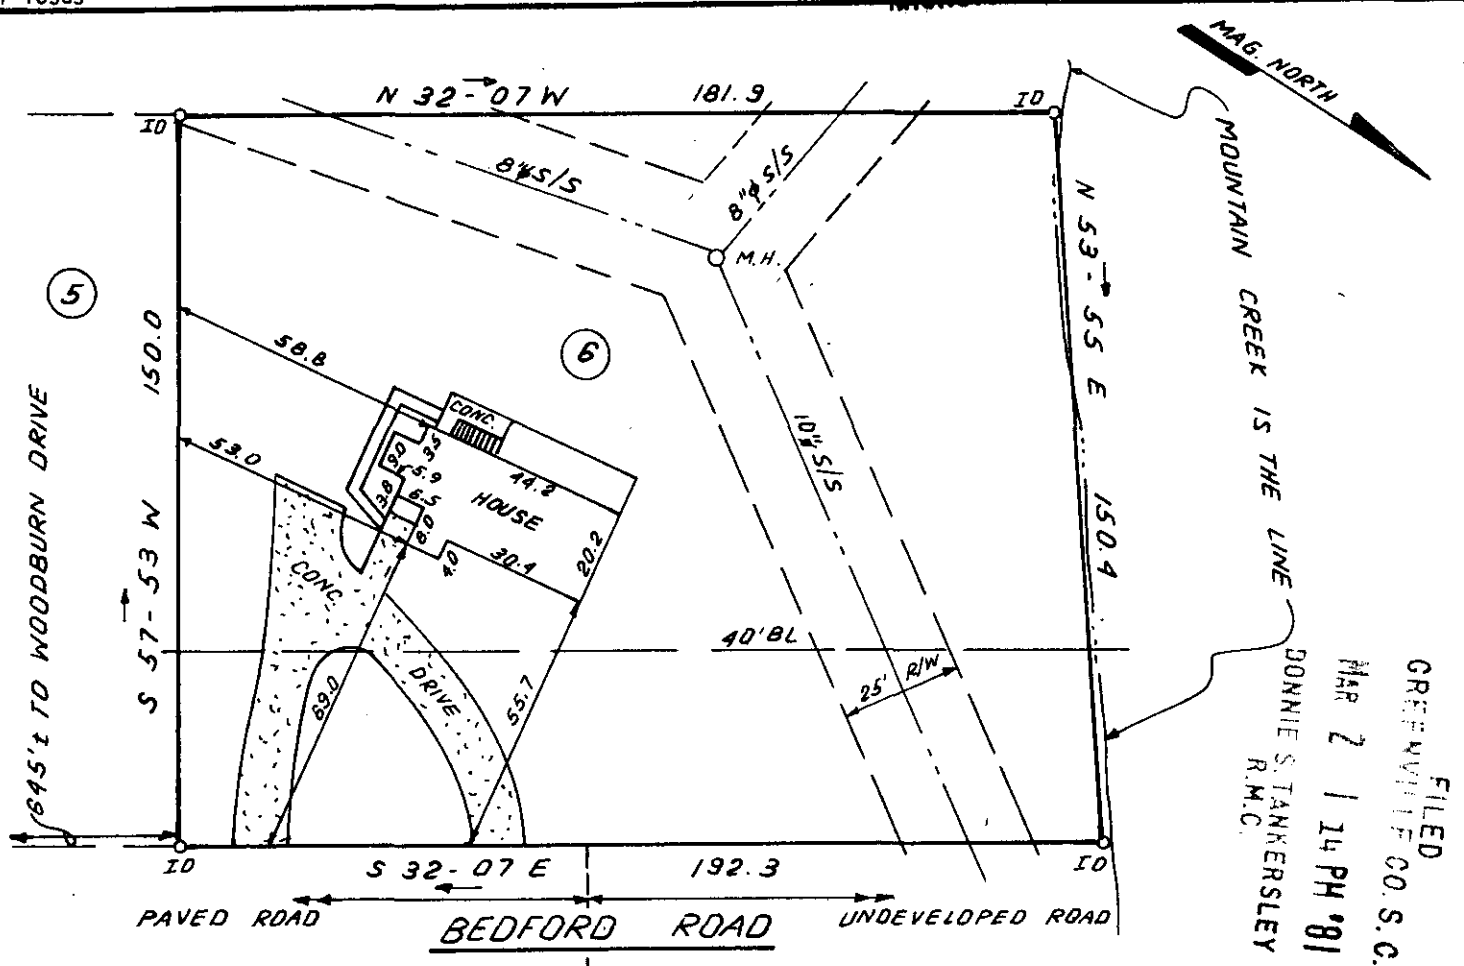 MAG. NORTH
N 32-07 W 181.9
IO
IO
8"φ S/S
8"φ S/S
M.H.
N 53-55 E 150.4
MOUNTAIN CREEK IS THE LINE
5
6
S 57-53 W 150.0
645'± TO WOODBURN DRIVE
58.8
53.0
CONC.
9.0
3.5
5.9
6.5
3.8
8.0
4.0
44.2
HOUSE
30.4
20.2
10" S/S
CONC.
DRIVE
69.0
55.7
40' BL
25' R/W
IO
IO
S 32-07 E 192.3
PAVED ROAD
UNDEVELOPED ROAD
BEDFORD ROAD
FILED
GREENVILLE CO. S. C.
MAR 2 1 14 PM '81
DONNIE S. TANKERSLEY
R.M.C.